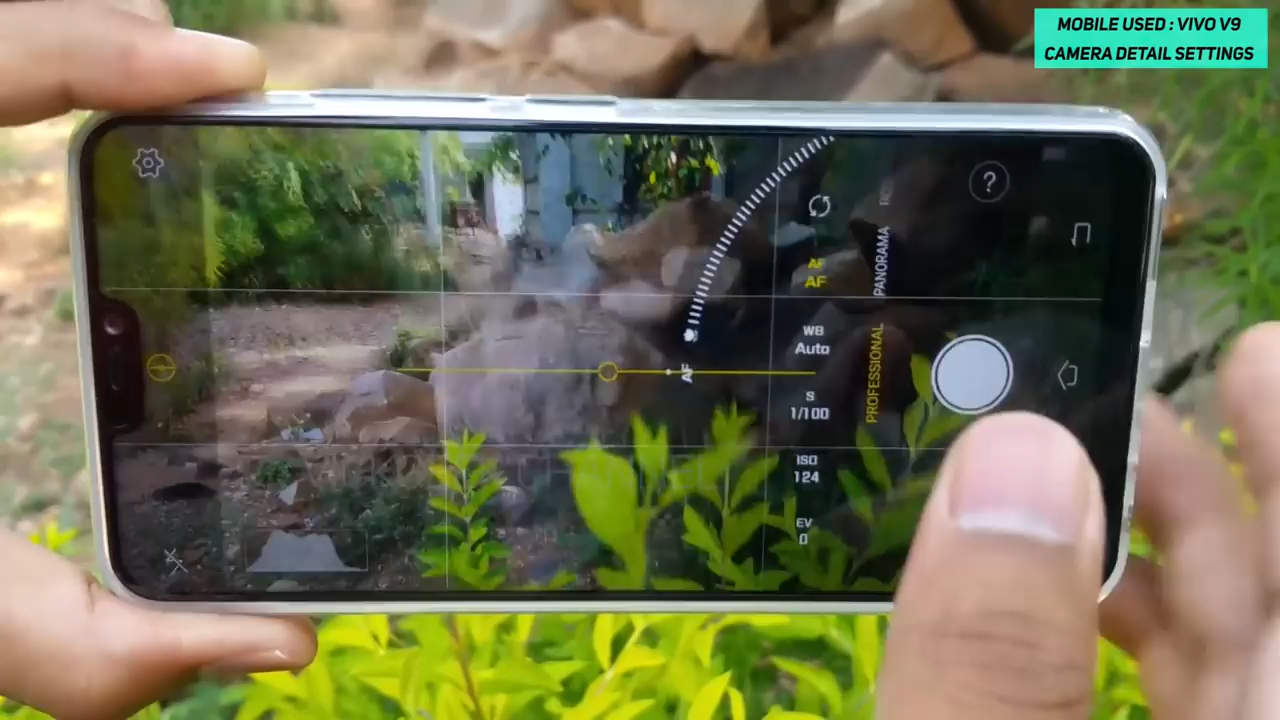 MOBILE USED : VIVO V9
CAMERA DETAIL SETTINGS
?
AF
AF
PANORAMA
WB
Auto
AF
PROFESSIONAL
S
1/100
ISO
124
EV
0
CHANNEL